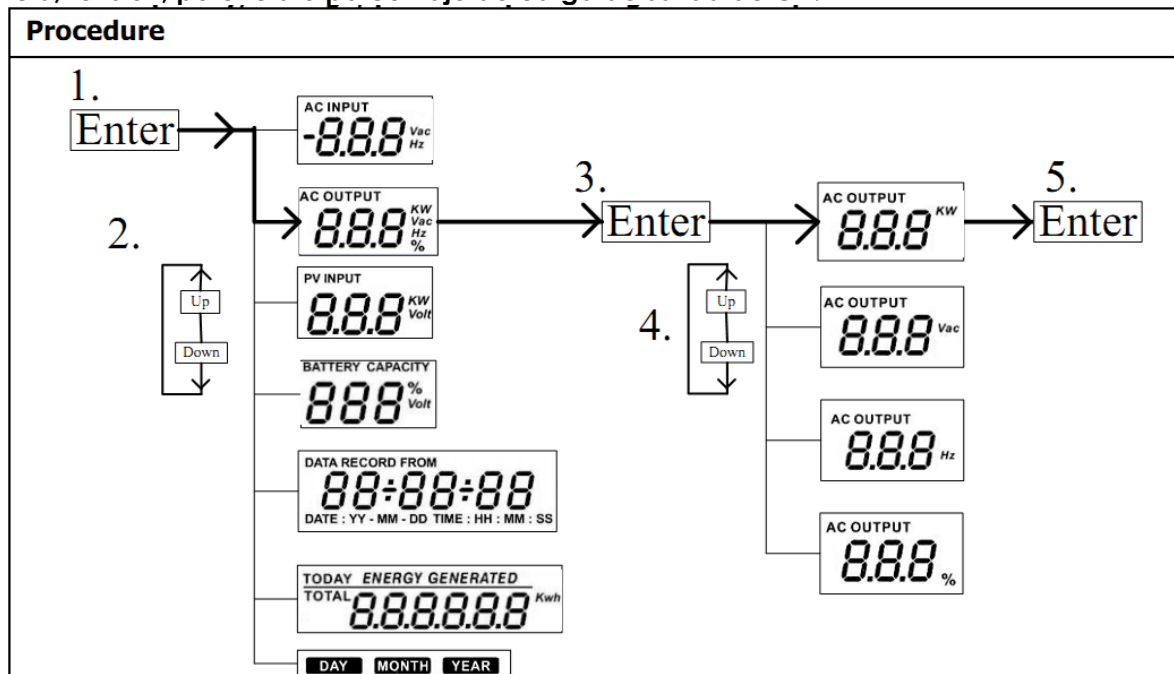 Procedure
1.
Enter
AC INPUT
-8.8.8 Vac
Hz
AC OUTPUT
8.8.8 KW
Vac
Hz
%
2.
Up
Down
PV INPUT
8.8.8 KW
Volt
BATTERY CAPACITY
888 %
Volt
DATA RECORD FROM
88:88:88
DATE : YY - MM - DD TIME : HH : MM : SS
TODAY ENERGY GENERATED
TOTAL 8.8.8.8.8.8 Kwh
DAY MONTH YEAR
3.
Enter
4.
Up
Down
AC OUTPUT
8.8.8 KW
AC OUTPUT
8.8.8 Vac
AC OUTPUT
8.8.8 Hz
AC OUTPUT
8.8.8 %
5.
Enter